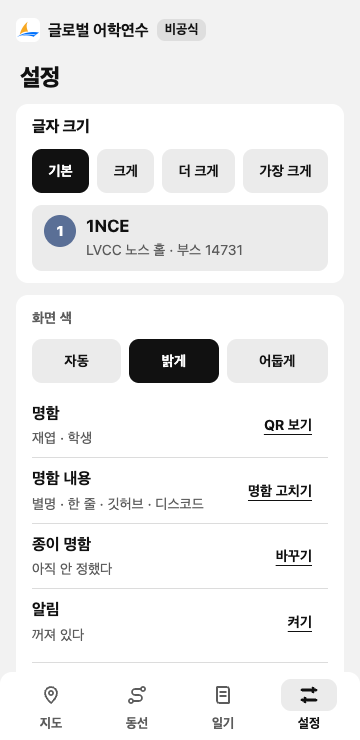 글로벌 어학연수 비공식
설정
글자 크기
기본 크게 더 크게 가장 크게
1 1NCE
LVCC 노스 홀 · 부스 14731
화면 색
자동 밝게 어둡게
명함
재엽 · 학생
QR 보기
명함 내용
별명 · 한 줄 · 깃허브 · 디스코드
명함 고치기
종이 명함
아직 안 정했다
바꾸기
알림
꺼져 있다
켜기
지도 동선 일기 설정